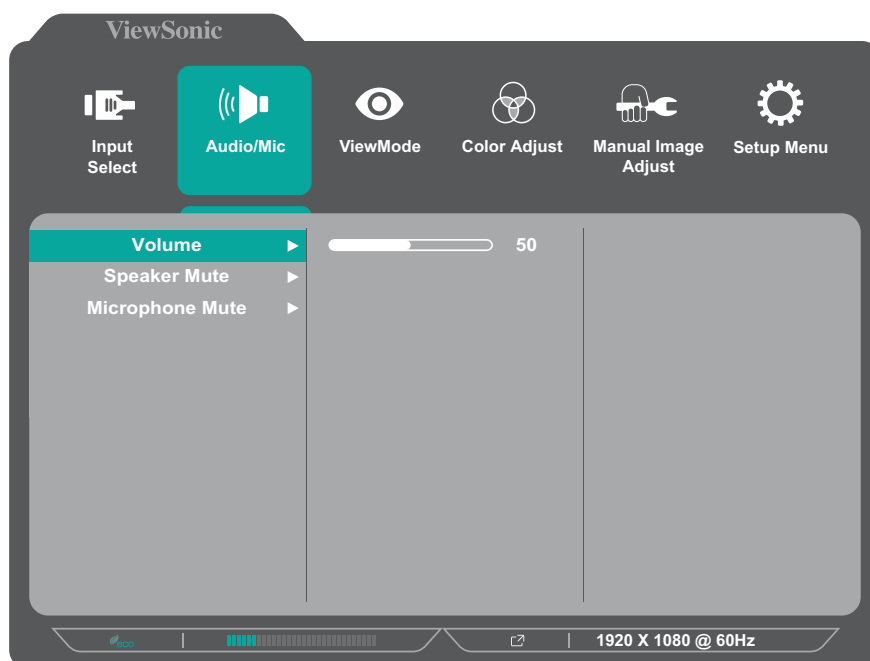 ViewSonic
Input
Select
Audio/Mic
ViewMode
Color Adjust
Manual Image
Adjust
Setup Menu
Volume
50
Speaker Mute
Microphone Mute
eco
1920 X 1080 @ 60Hz